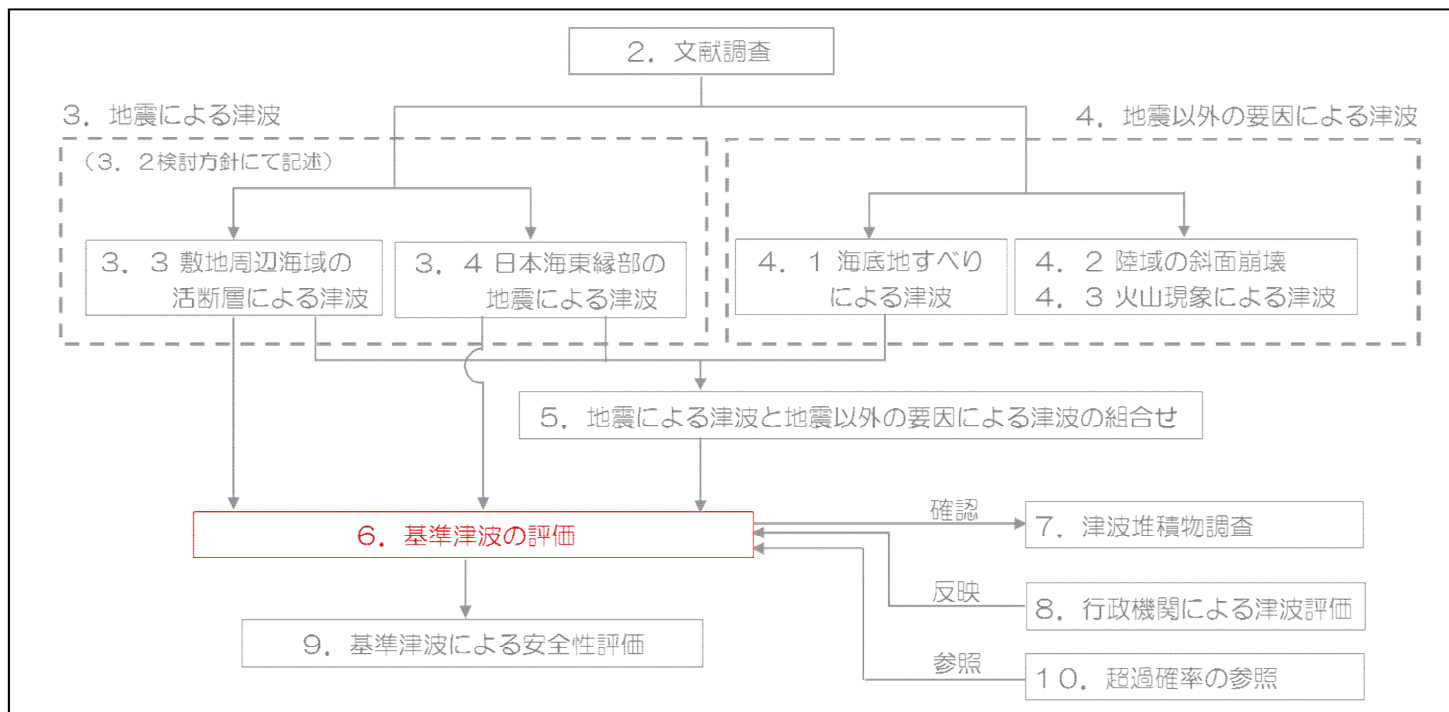 2．文献調査
3．地震による津波
4．地震以外の要因による津波
（3．2検討方針にて記述）
3．3 敷地周辺海域の
活断層による津波
3．4 日本海東縁部の
地震による津波
4．1 海底地すべり
による津波
4．2 陸域の斜面崩壊
4．3 火山現象による津波
5．地震による津波と地震以外の要因による津波の組合せ
6．基準津波の評価
確認
7．津波堆積物調査
反映
8．行政機関による津波評価
9．基準津波による安全性評価
参照
10．超過確率の参照